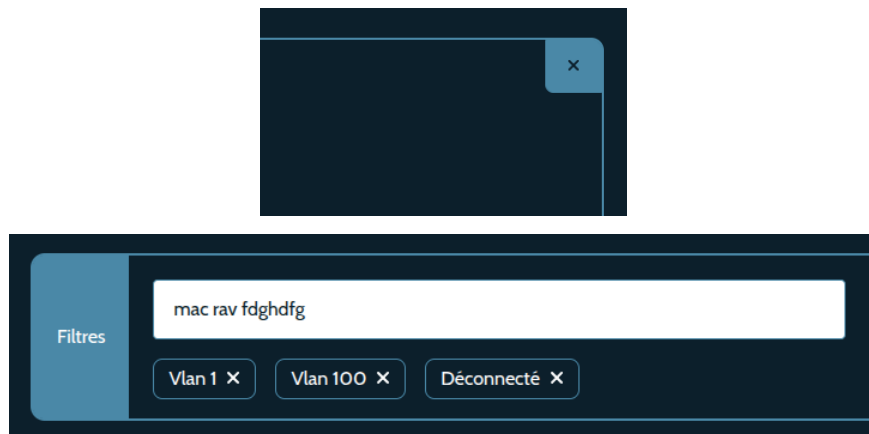 mac rav fdghdfg
Filtres
Vlan 1 ×
Vlan 100 ×
Déconnecté ×